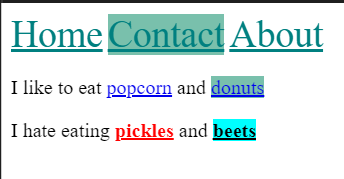 Home Contact About
I like to eat popcorn and donuts
I hate eating pickles and beets